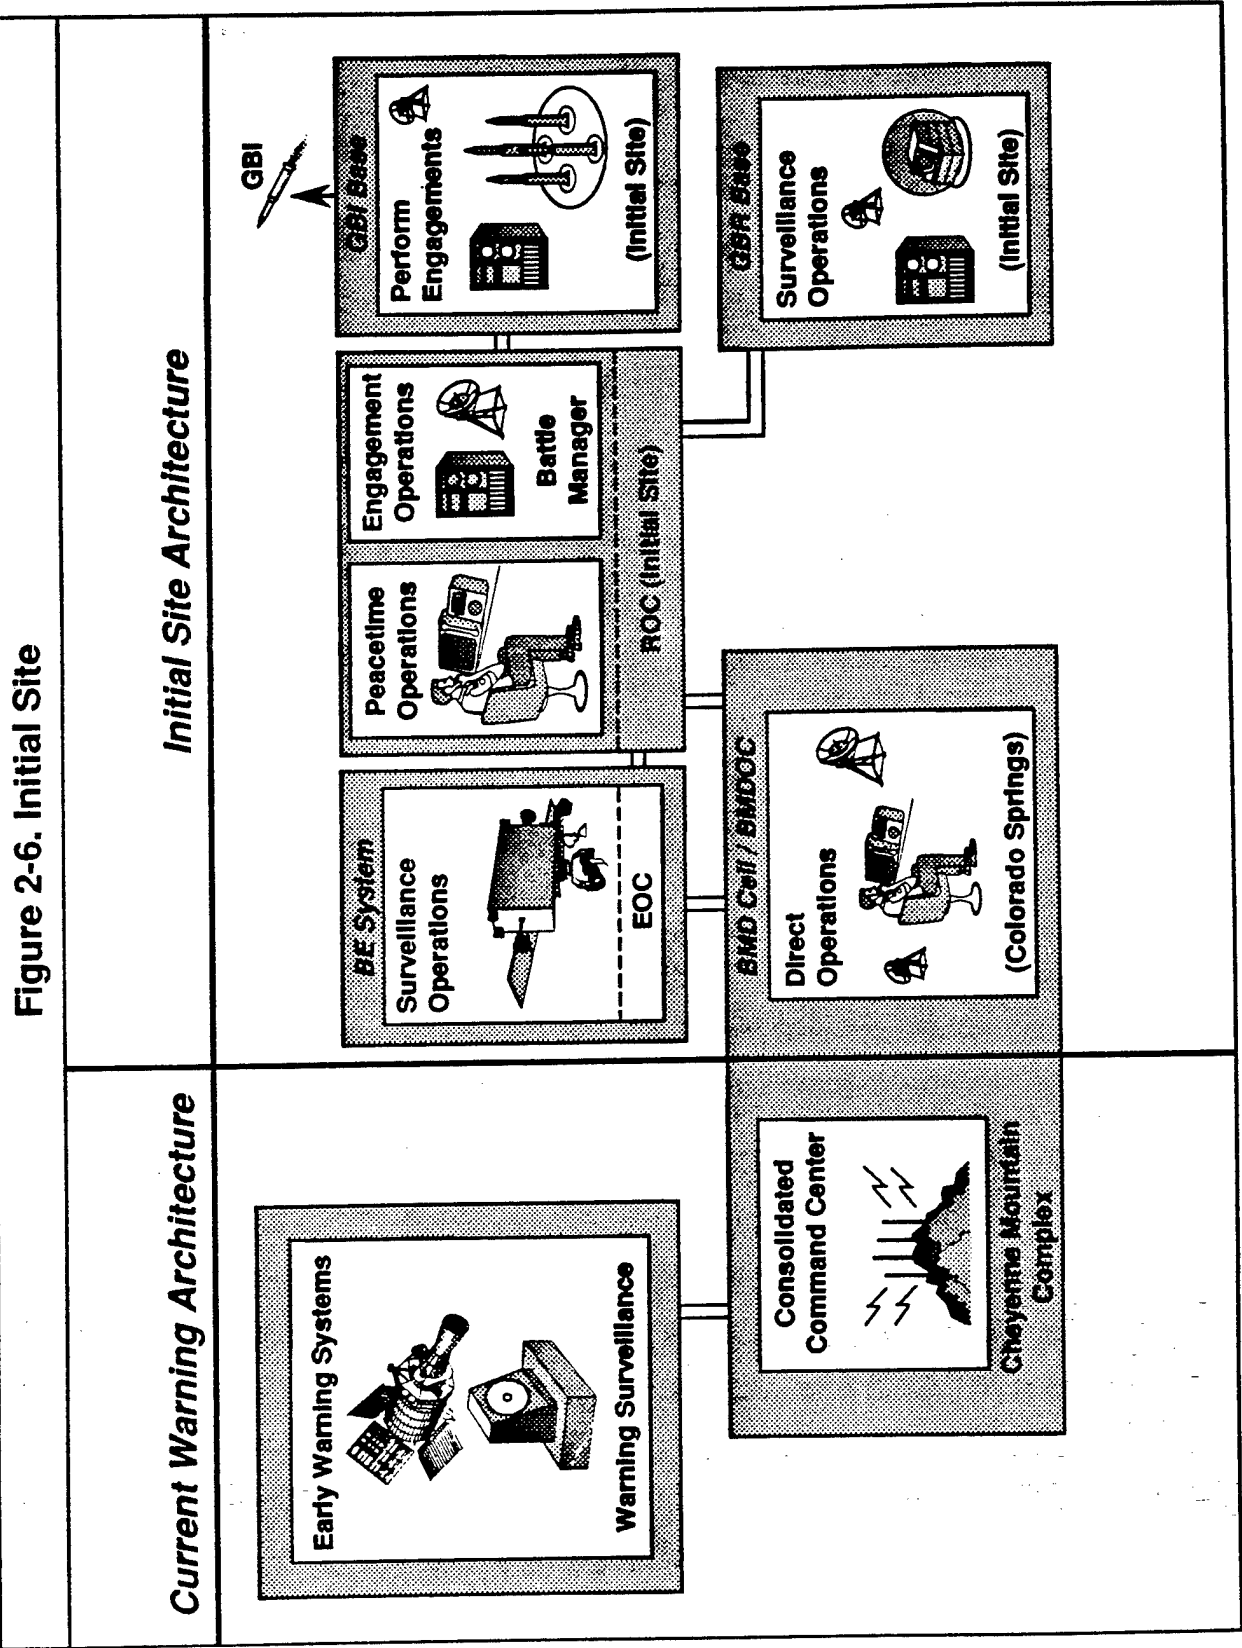 Figure 2-6. Initial Site
Current Warning Architecture
Initial Site Architecture
Early Warning Systems
Warning Surveillance
Consolidated
Command Center
Cheyenne Mountain
Complex
BE System
Surveillance
Operations
EOC
Peacetime
Operations
Engagement
Operations
Battle
Manager
ROC (Initial Site)
GBI
GBI Base
Perform
Engagements
(Initial Site)
BMD Cell / BMDOC
Direct
Operations
(Colorado Springs)
GBR Base
Surveillance
Operations
(Initial Site)